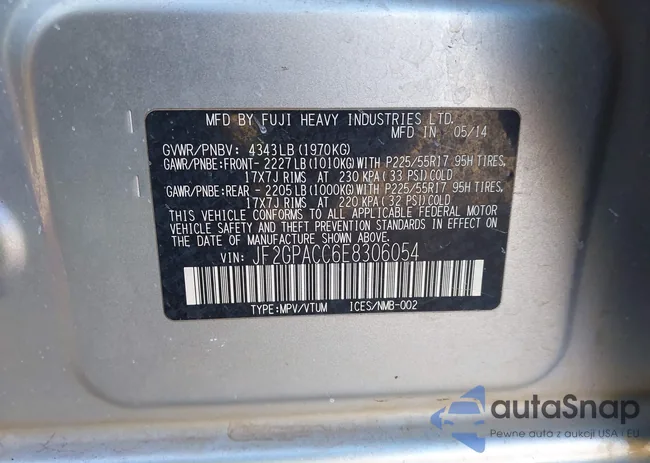 MFD BY FUJI HEAVY INDUSTRIES LTD.
MFD IN 05/14
GVWR/PNBV: 4343LB(1970KG)
GAWR/PNBE:FRONT- 2227LB(1010KG)WITH P225/55R17 95H TIRES,
17X7J RIMS AT 230 KPA( 33 PSI)COLD
GAWR/PNBE:REAR - 2205LB(1000KG)WITH P225/55R17 95H TIRES,
17X7J RIMS AT 220 KPA( 32 PSI)COLD
THIS VEHICLE CONFORMS TO ALL APPLICABLE FEDERAL MOTOR
VEHICLE SAFETY AND THEFT PREVENTION STANDARDS IN EFFECT ON
THE DATE OF MANUFACTURE SHOWN ABOVE.
VIN: JF2GPACC6E8306054
TYPE:MPV/VTUM ICES/NMB-002
autaSnap
Pewne auta z aukcji USA i EU